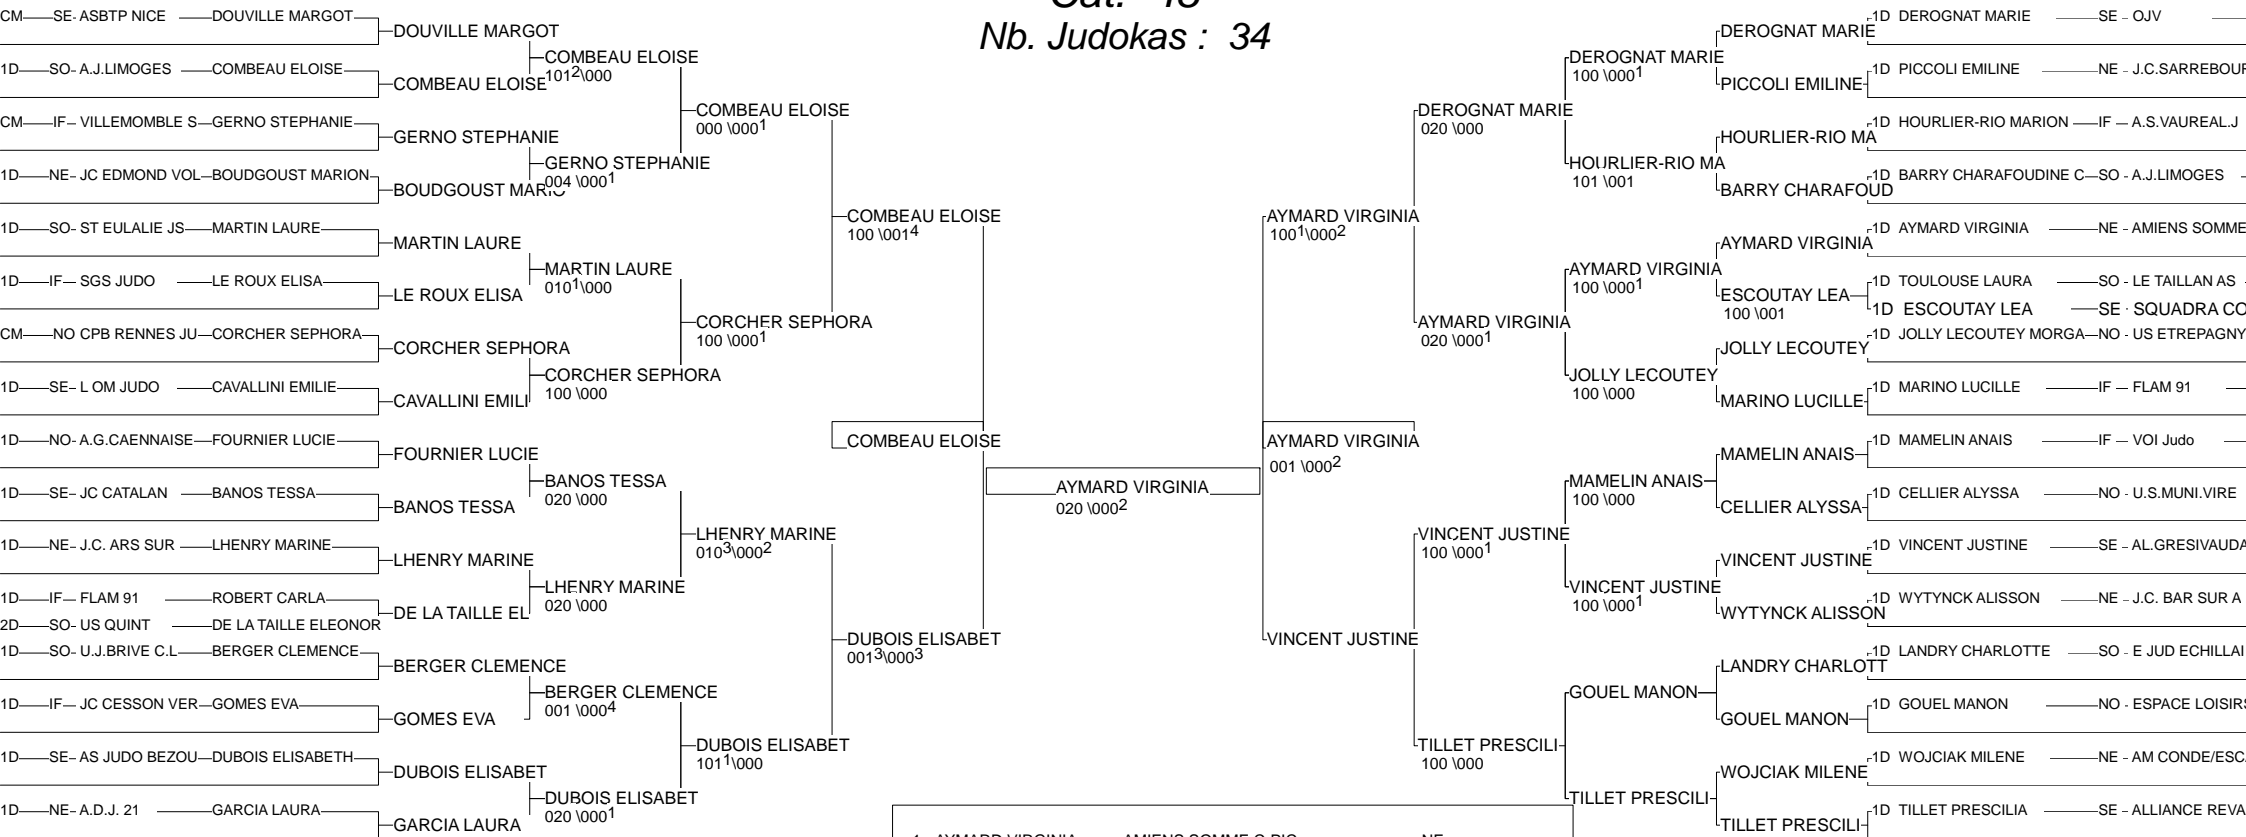 Nb. Judokas : 34
CM SE- ASBTP NICE DOUVILLE MARGOT
1D SO- A.J.LIMOGES COMBEAU ELOISE
CM IF- VILLEMOMBLE S GERNO STEPHANIE
1D NE- JC EDMOND VOL BOUDGOUST MARION
1D SO- ST EULALIE JS MARTIN LAURE
1D IF- SGS JUDO LE ROUX ELISA
CM NO CPB RENNES JU CORCHER SEPHORA
1D SE- L OM JUDO CAVALLINI EMILIE
1D NO- A.G.CAENNAISE FOURNIER LUCIE
1D SE- JC CATALAN BANOS TESSA
1D NE- J.C. ARS SUR LHENRY MARINE
1D IF- FLAM 91 ROBERT CARLA
2D SO- US QUINT DE LA TAILLE ELEONOR
1D SO- U.J.BRIVE C.L BERGER CLEMENCE
1D IF- JC CESSON VER GOMES EVA
1D SE- AS JUDO BEZOU DUBOIS ELISABETH
1D NE- A.D.J. 21 GARCIA LAURA
DOUVILLE MARGOT
COMBEAU ELOISE
GERNO STEPHANIE
BOUDGOUST MARIO
MARTIN LAURE
LE ROUX ELISA
CORCHER SEPHORA
CAVALLINI EMILI
FOURNIER LUCIE
BANOS TESSA
LHENRY MARINE
DE LA TAILLE EL
BERGER CLEMENCE
GOMES EVA
DUBOIS ELISABET
GARCIA LAURA
COMBEAU ELOISE
101²\000
GERNO STEPHANIE
004 \000¹
MARTIN LAURE
010¹\000
CORCHER SEPHORA
100 \000
BANOS TESSA
020 \000
LHENRY MARINE
020 \000
BERGER CLEMENCE
001 \000⁴
DUBOIS ELISABET
020 \000¹
COMBEAU ELOISE
000 \000¹
CORCHER SEPHORA
100 \000¹
LHENRY MARINE
010³\000²
DUBOIS ELISABET
101¹\000
COMBEAU ELOISE
100 \001⁴
DUBOIS ELISABET
001³\000³
COMBEAU ELOISE
AYMARD VIRGINIA
020 \000²
AYMARD VIRGINIA
001 \000²
AYMARD VIRGINIA
100¹\000²
VINCENT JUSTINE
DEROGNAT MARIE
020 \000
AYMARD VIRGINIA
020 \000¹
VINCENT JUSTINE
100 \000¹
TILLET PRESCILI
100 \000
DEROGNAT MARIE
100 \000¹
HOURLIER-RIO MA
101 \001
AYMARD VIRGINIA
100 \000¹
JOLLY LECOUTEY
100 \000
MAMELIN ANAIS
100 \000
VINCENT JUSTINE
100 \000¹
GOUEL MANON
TILLET PRESCILI
DEROGNAT MARIE
PICCOLI EMILINE
HOURLIER-RIO MA
BARRY CHARAFOUD
AYMARD VIRGINIA
ESCOUTAY LEA
100 \001
JOLLY LECOUTEY
MARINO LUCILLE
MAMELIN ANAIS
CELLIER ALYSSA
VINCENT JUSTINE
WYTYNCK ALISSON
LANDRY CHARLOTT
GOUEL MANON
WOJCIAK MILENE
TILLET PRESCILI
1D DEROGNAT MARIE SE - OJV
1D PICCOLI EMILINE NE - J.C.SARREBOUR
1D HOURLIER-RIO MARION IF - A.S.VAUREAL.J
1D BARRY CHARAFOUDINE C SO - A.J.LIMOGES
1D AYMARD VIRGINIA NE - AMIENS SOMME
1D TOULOUSE LAURA SO - LE TAILLAN AS
1D ESCOUTAY LEA SE - SQUADRA CO
1D JOLLY LECOUTEY MORGA NO - US ETREPAGNY
1D MARINO LUCILLE IF - FLAM 91
1D MAMELIN ANAIS IF - VOI Judo
1D CELLIER ALYSSA NO - U.S.MUNI.VIRE
1D VINCENT JUSTINE SE - AL.GRESIVAUDA
1D WYTYNCK ALISSON NE - J.C. BAR SUR A
1D LANDRY CHARLOTTE SO - E JUD ECHILLAI
1D GOUEL MANON NO - ESPACE LOISIRS
1D WOJCIAK MILENE NE - AM CONDE/ESC
1D TILLET PRESCILIA SE - ALLIANCE REVA